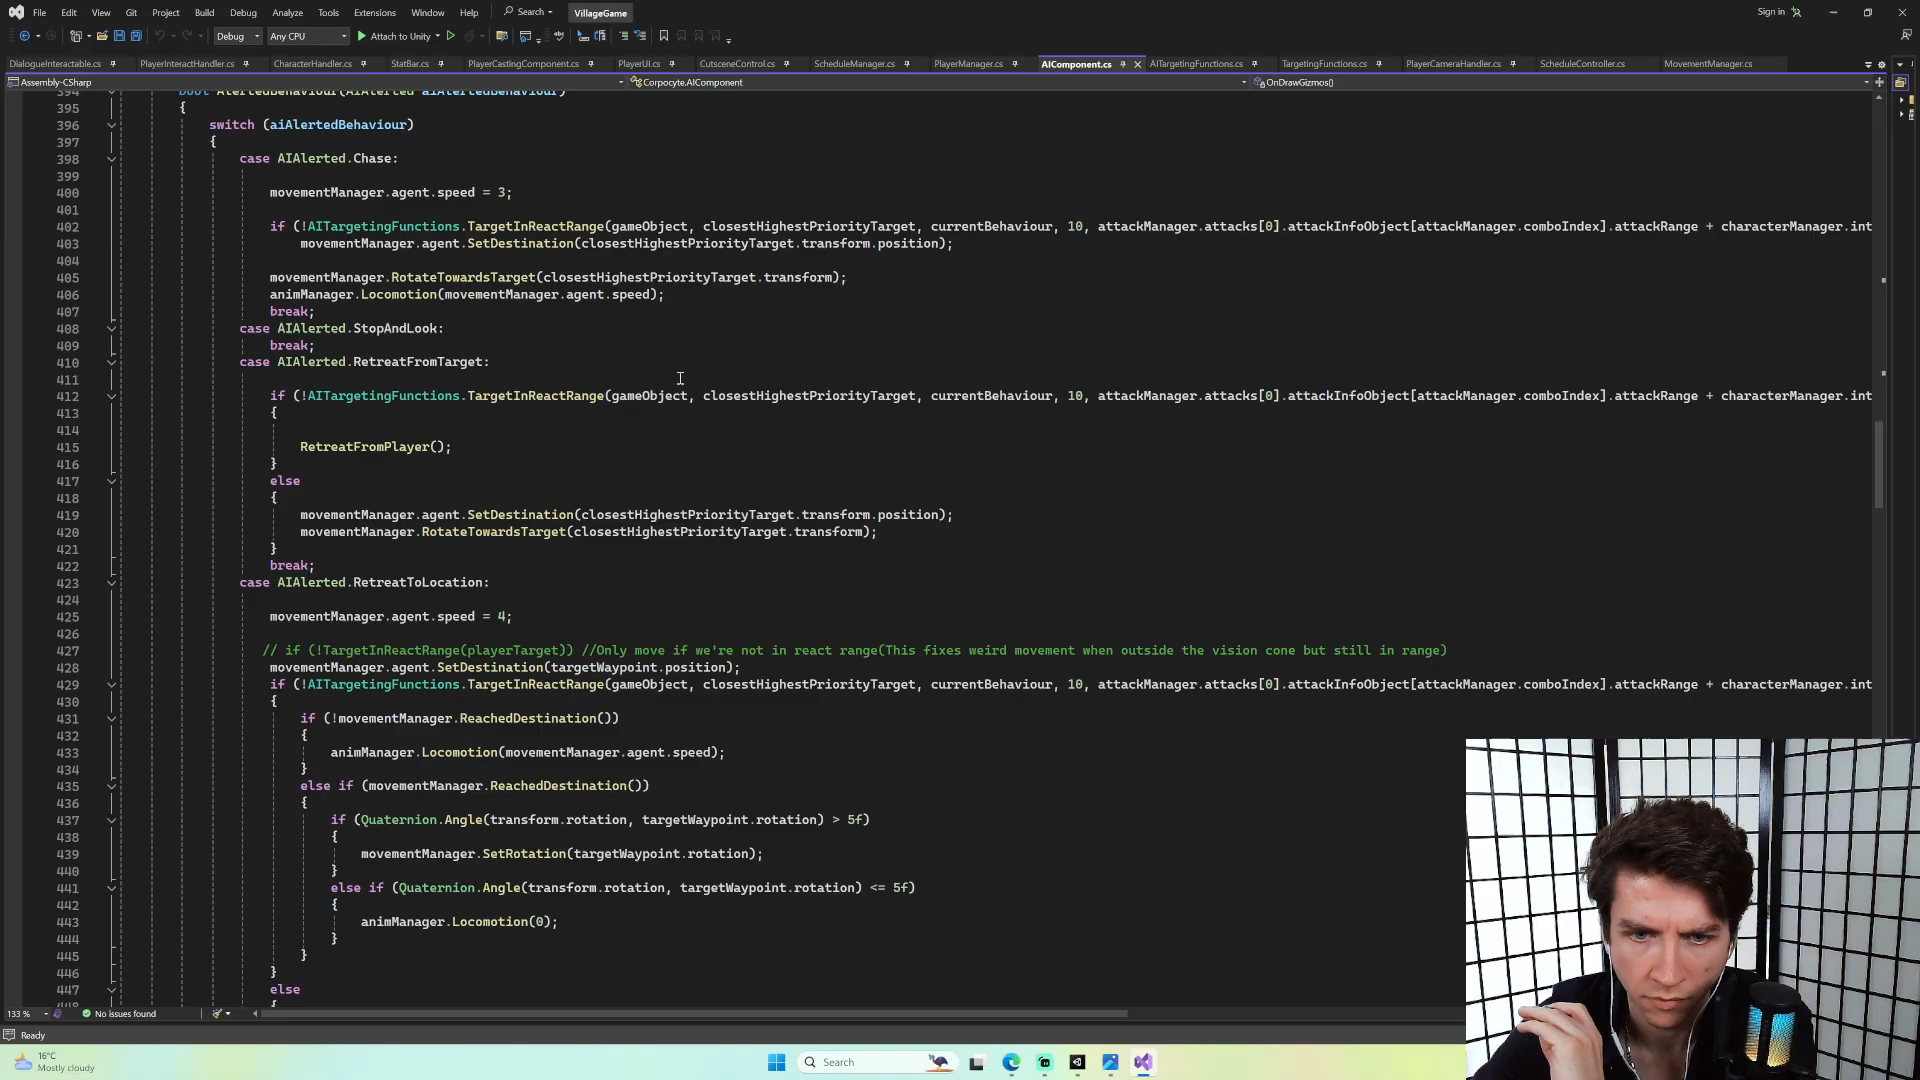 File Edit View Git Project Build Debug Analyze Tools Extensions Window Help Search VillageGame Sign in
Debug Any CPU Attach to Unity
DialogueInteractable.cs PlayerInteractHandler.cs CharacterHandler.cs StatBar.cs PlayerCastingComponent.cs PlayerUI.cs CutsceneControl.cs ScheduleManager.cs PlayerManager.cs AIComponent.cs AITargetingFunctions.cs TargetingFunctions.cs PlayerCameraHandler.cs ScheduleController.cs MovementManager.cs
Assembly-CSharp Corpocyte.AIComponent OnDrawGizmos()
394 bool AlertedBehaviour(AIAlerted aiAlertedBehaviour)
395 {
396 switch (aiAlertedBehaviour)
397 {
398 case AIAlerted.Chase:
399
400 movementManager.agent.speed = 3;
401
402 if (!AITargetingFunctions.TargetInReactRange(gameObject, closestHighestPriorityTarget, currentBehaviour, 10, attackManager.attacks[0].attackInfoObject[attackManager.comboIndex].attackRange + characterManager.int
403 movementManager.agent.SetDestination(closestHighestPriorityTarget.transform.position);
404
405 movementManager.RotateTowardsTarget(closestHighestPriorityTarget.transform);
406 animManager.Locomotion(movementManager.agent.speed);
407 break;
408 case AIAlerted.StopAndLook:
409 break;
410 case AIAlerted.RetreatFromTarget:
411
412 if (!AITargetingFunctions.TargetInReactRange(gameObject, closestHighestPriorityTarget, currentBehaviour, 10, attackManager.attacks[0].attackInfoObject[attackManager.comboIndex].attackRange + characterManager.int
413 {
414
415 RetreatFromPlayer();
416 }
417 else
418 {
419 movementManager.agent.SetDestination(closestHighestPriorityTarget.transform.position);
420 movementManager.RotateTowardsTarget(closestHighestPriorityTarget.transform);
421 }
422 break;
423 case AIAlerted.RetreatToLocation:
424
425 movementManager.agent.speed = 4;
426
427 // if (!TargetInReactRange(playerTarget)) //Only move if we're not in react range(This fixes weird movement when outside the vision cone but still in range)
428 movementManager.agent.SetDestination(targetWaypoint.position);
429 if (!AITargetingFunctions.TargetInReactRange(gameObject, closestHighestPriorityTarget, currentBehaviour, 10, attackManager.attacks[0].attackInfoObject[attackManager.comboIndex].attackRange + characterManager.int
430 {
431 if (!movementManager.ReachedDestination())
432 {
433 animManager.Locomotion(movementManager.agent.speed);
434 }
435 else if (movementManager.ReachedDestination())
436 {
437 if (Quaternion.Angle(transform.rotation, targetWaypoint.rotation) > 5f)
438 {
439 movementManager.SetRotation(targetWaypoint.rotation);
440 }
441 else if (Quaternion.Angle(transform.rotation, targetWaypoint.rotation) <= 5f)
442 {
443 animManager.Locomotion(0);
444 }
445 }
446 }
447 else
448 {
133 % No issues found
Ready
16°C
Mostly cloudy
Search